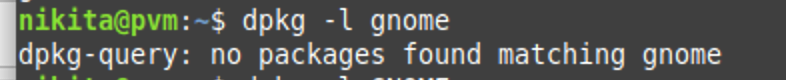 nikita@pvm:~$ dpkg -l gnome
dpkg-query: no packages found matching gnome